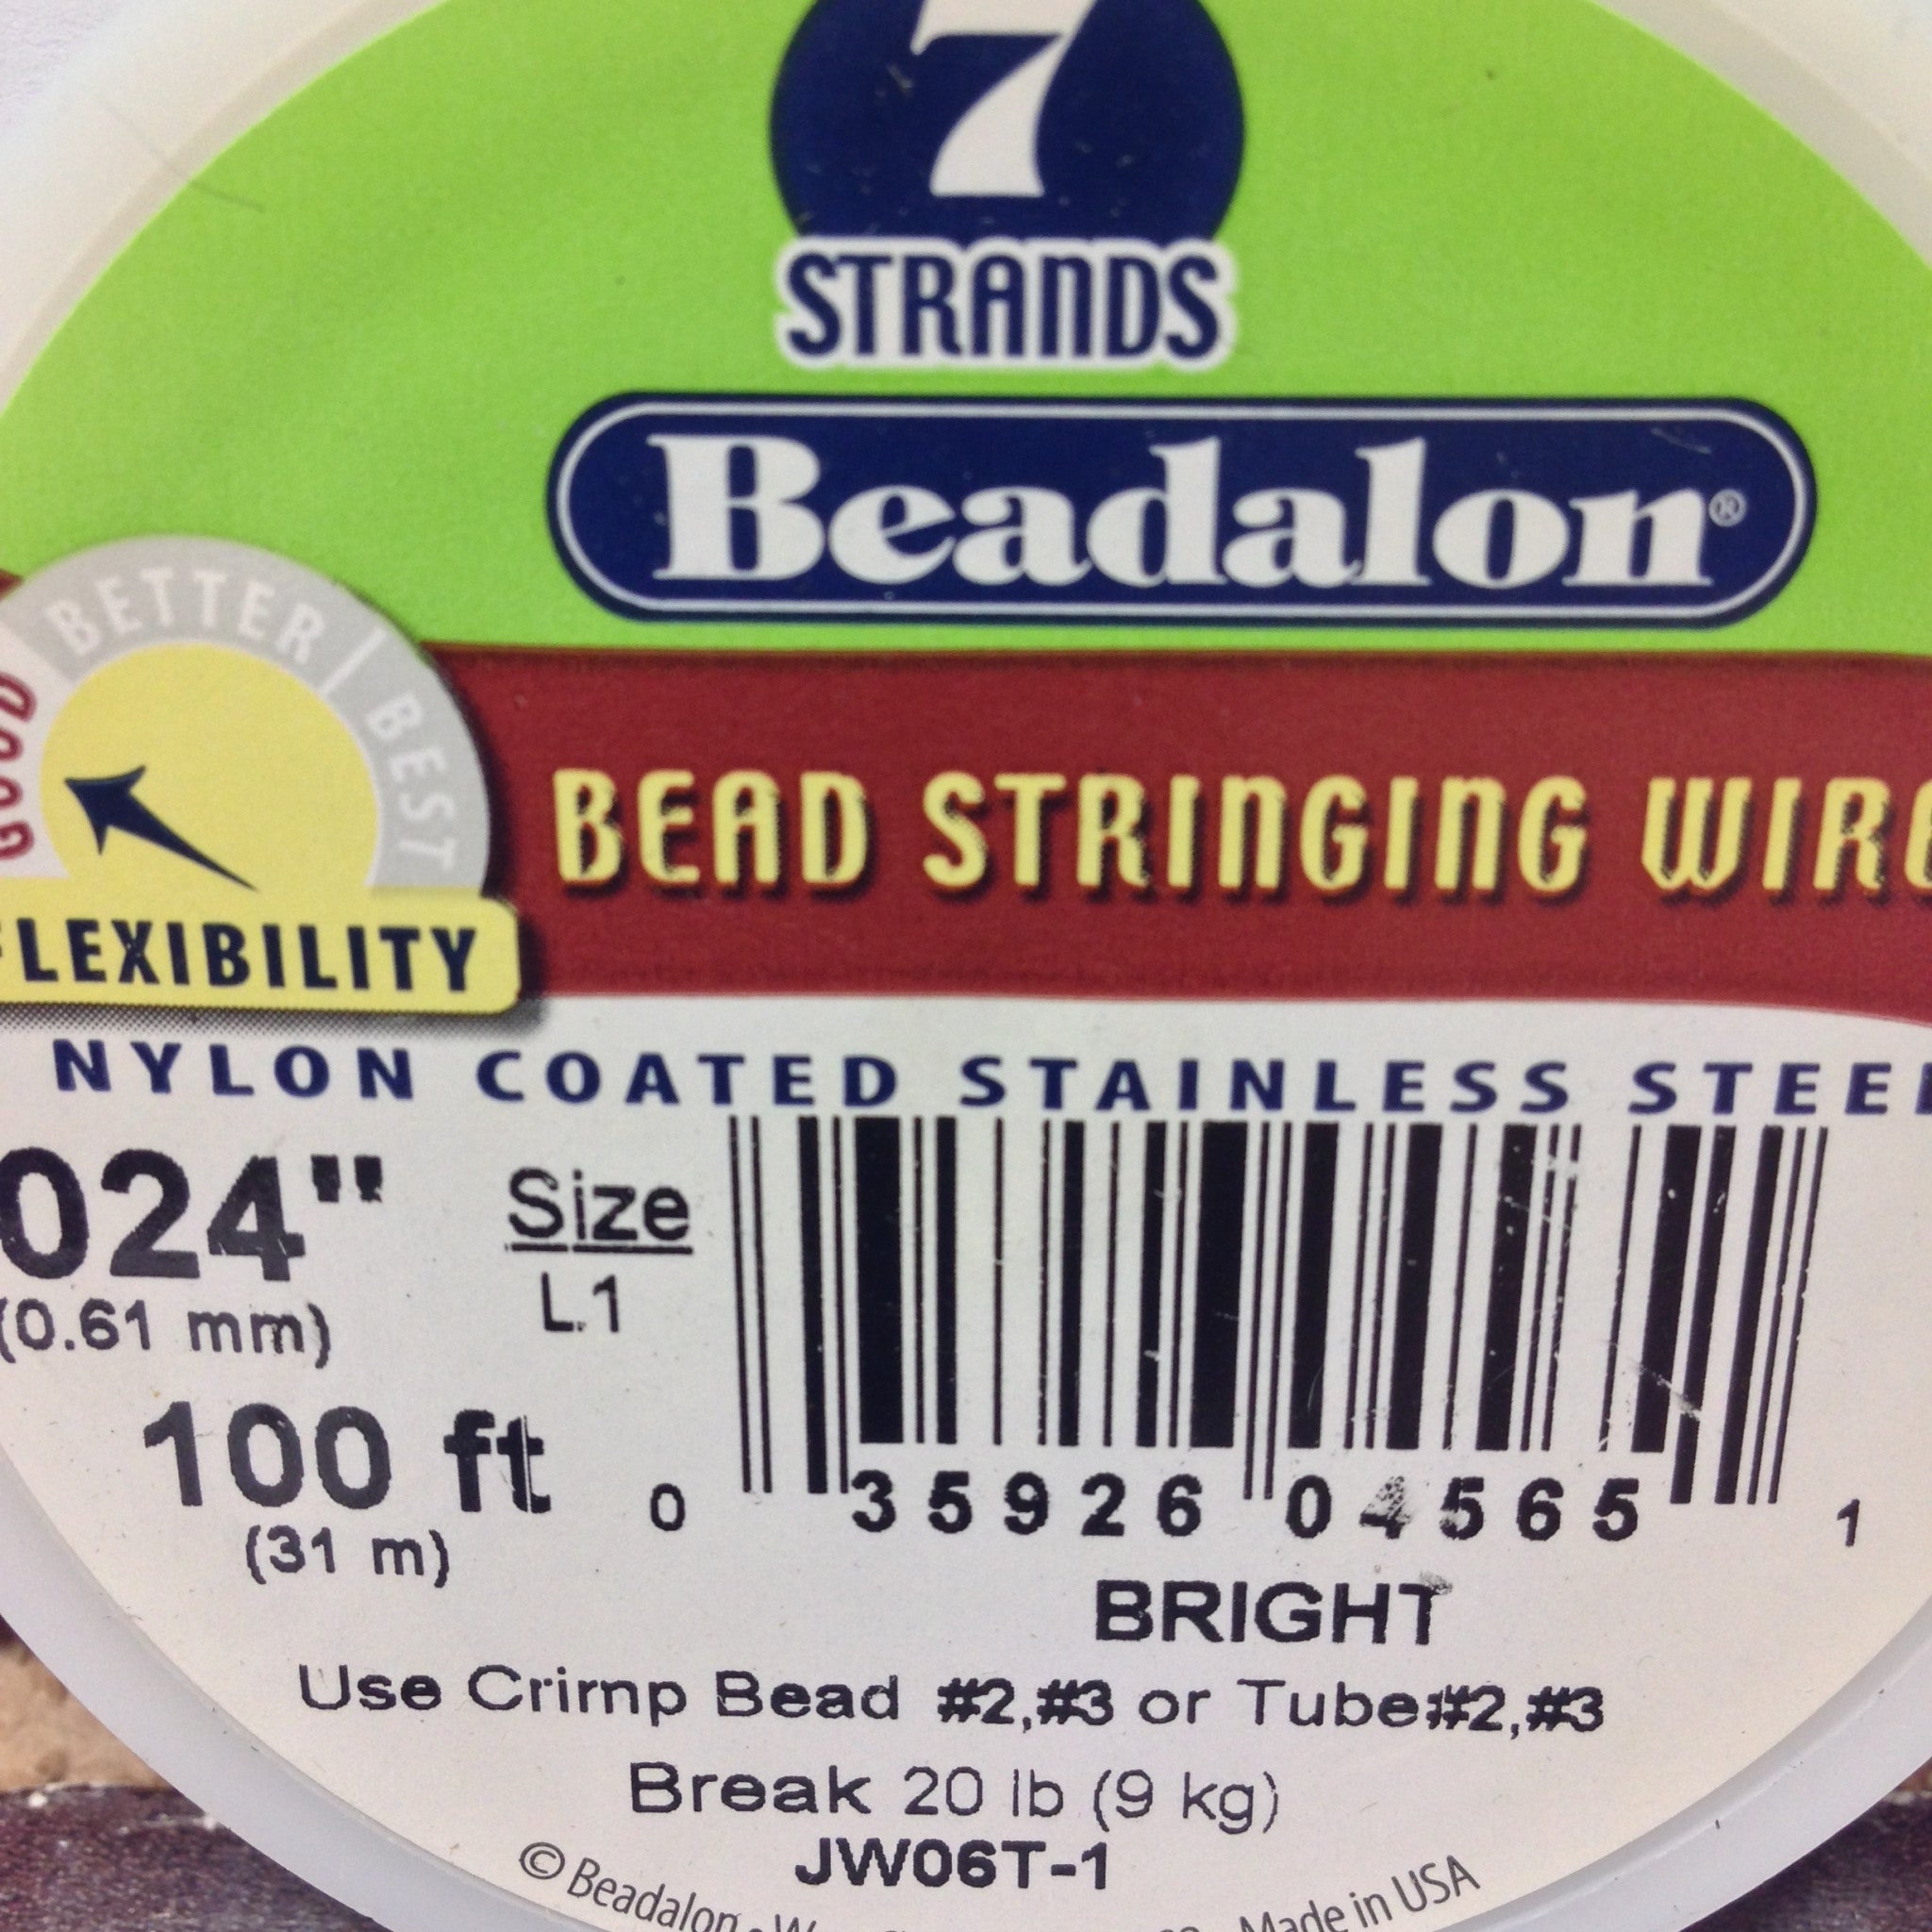 7
STRANDS
Beadalon®
GOOD BETTER | BEST
FLEXIBILITY
BEAD STRINGING WIRE
NYLON COATED STAINLESS STEEL
024"
(0.61 mm)
Size
L1
100 ft
(31 m)
0 35926 04565 1
BRIGHT
Use Crimp Bead #2,#3 or Tube#2,#3
Break 20 lb (9 kg)
JW06T-1
© Beadalon • Made in USA